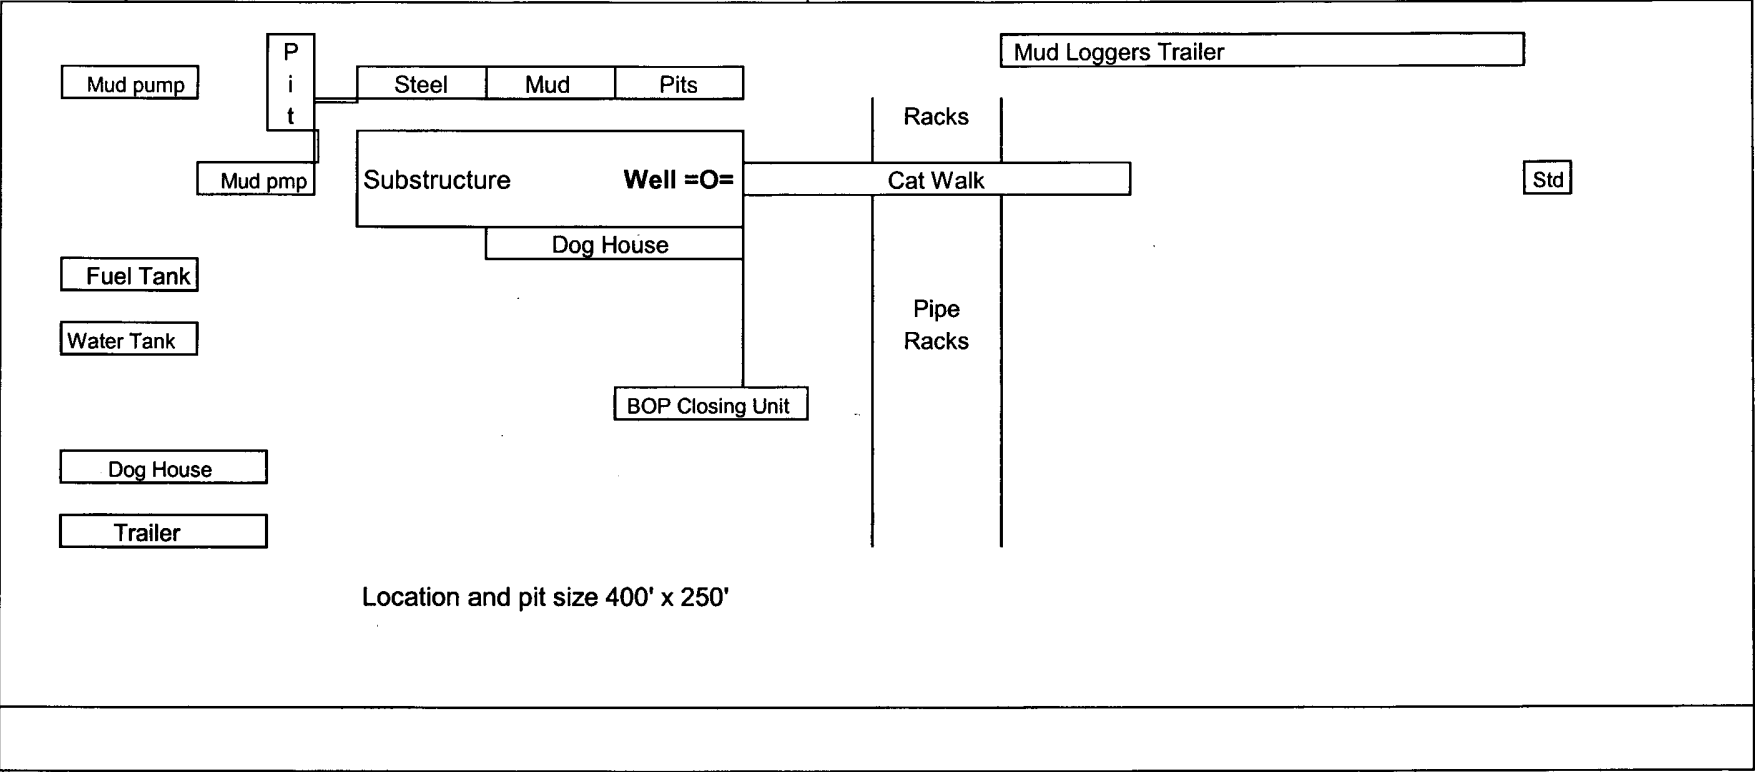 Mud Loggers Trailer
P
i
t
Mud pump
Steel
Mud
Pits
Racks
Mud pmp
Substructure
Well =O=
Cat Walk
Std
Dog House
Fuel Tank
Pipe
Racks
Water Tank
BOP Closing Unit
Dog House
Trailer
Location and pit size 400' x 250'